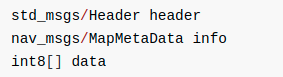 std_msgs/Header header
nav_msgs/MapMetaData info
int8[] data